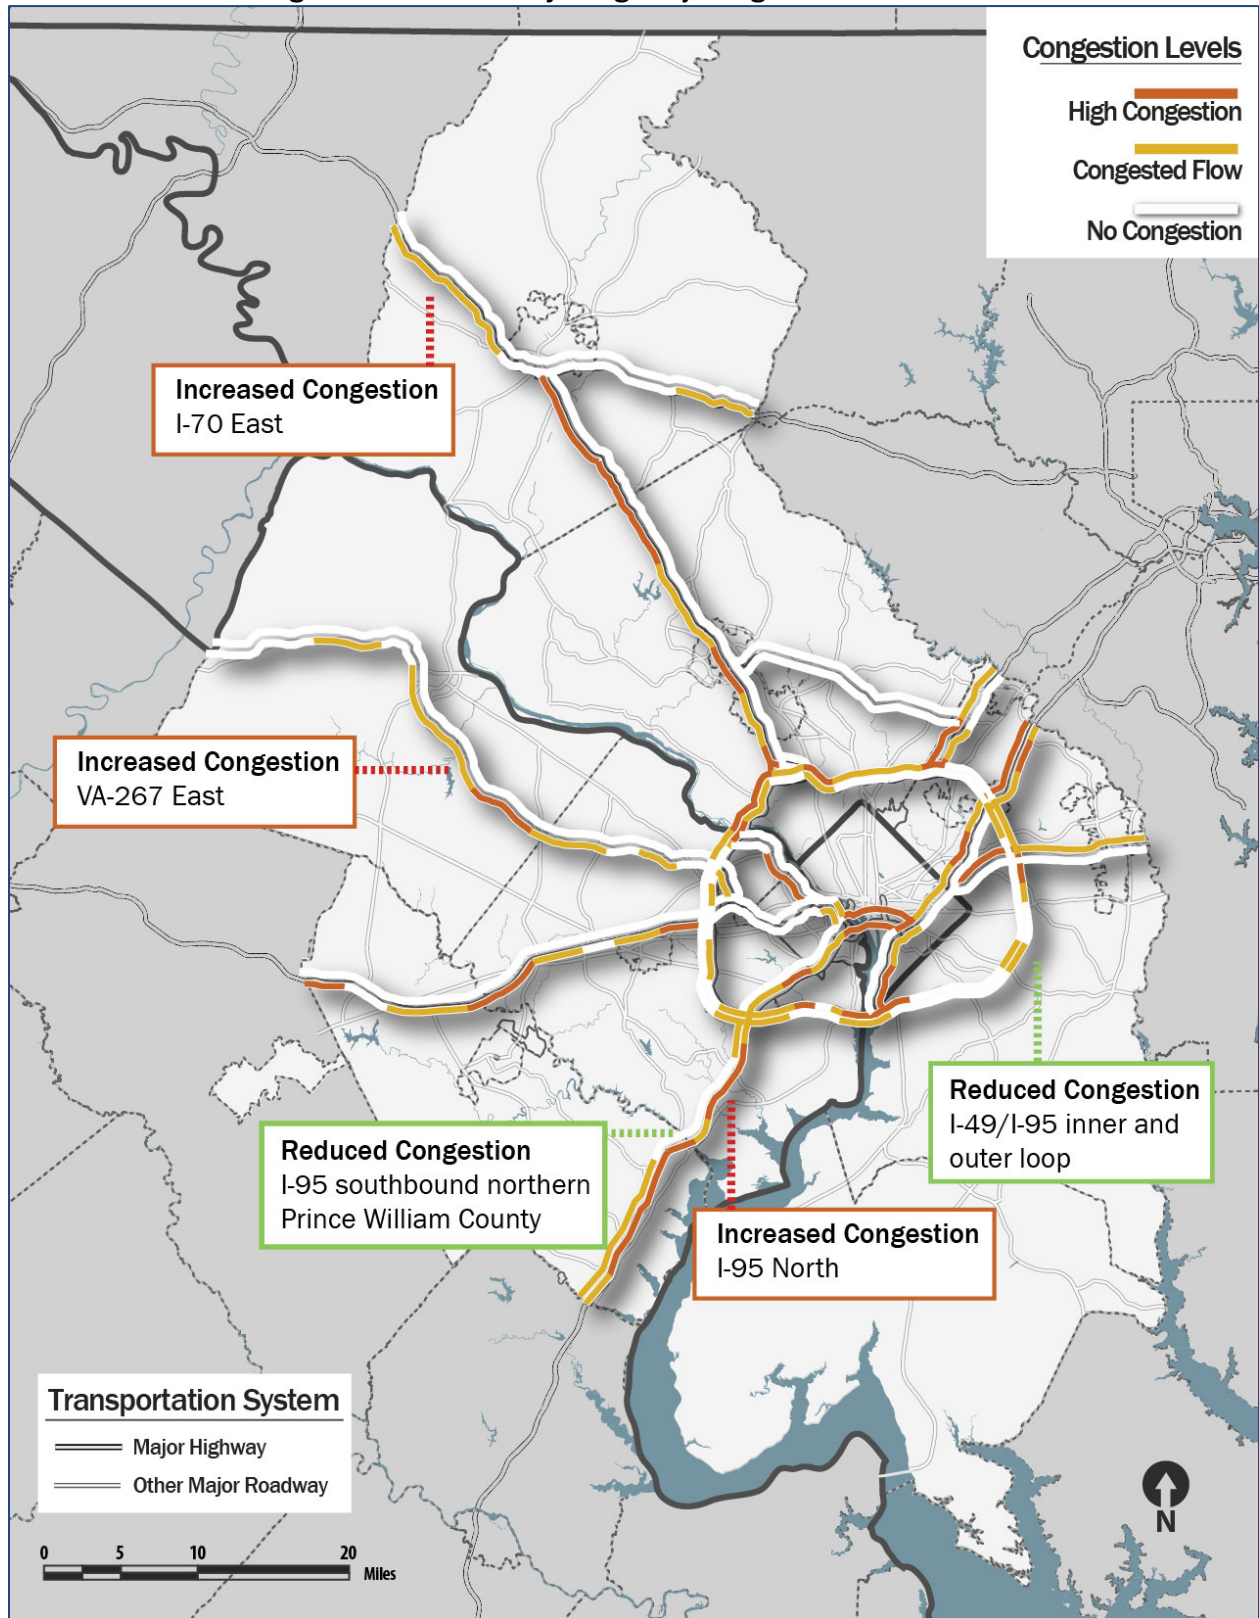 Congestion Levels
High Congestion
Congested Flow
No Congestion
Increased Congestion
I-70 East
Increased Congestion
VA-267 East
Reduced Congestion
I-49/I-95 inner and
outer loop
Reduced Congestion
I-95 southbound northern
Prince William County
Increased Congestion
I-95 North
Transportation System
Major Highway
Other Major Roadway
0 5 10 20
Miles
N